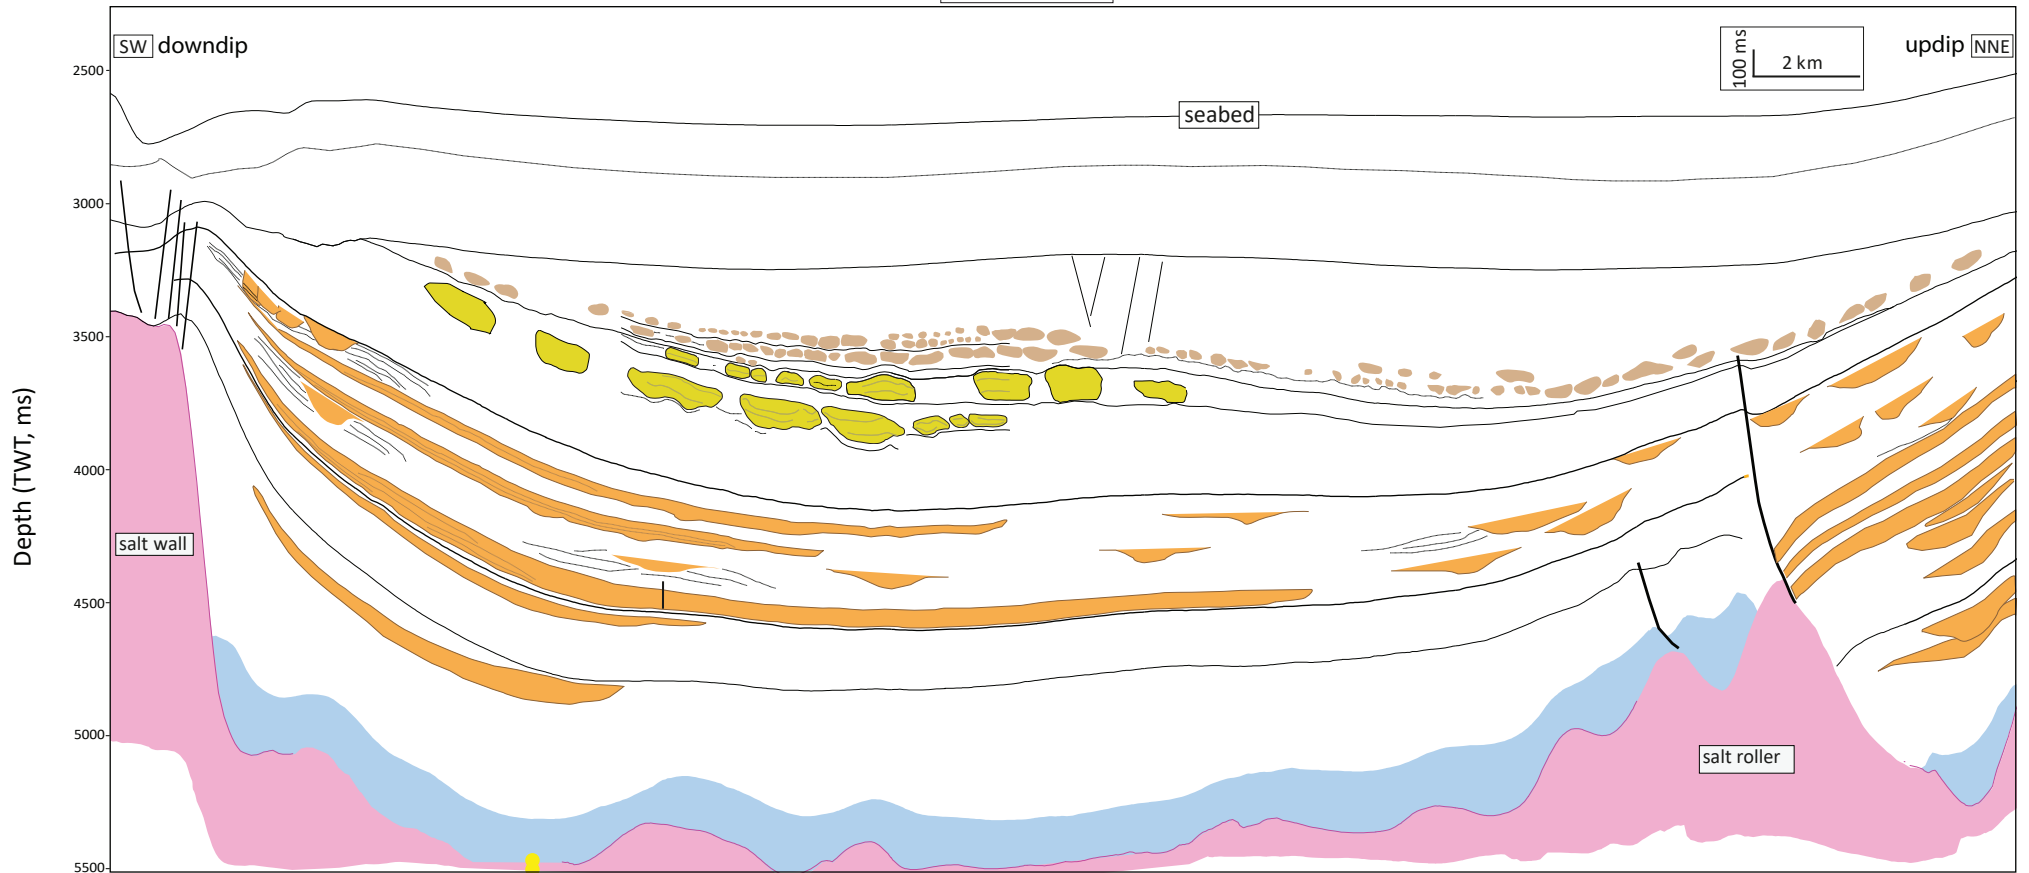 SW downdip
updip NNE
100 ms
2 km
seabed
2500
3000
3500
4000
4500
5000
5500
Depth (TWT, ms)
salt wall
salt roller